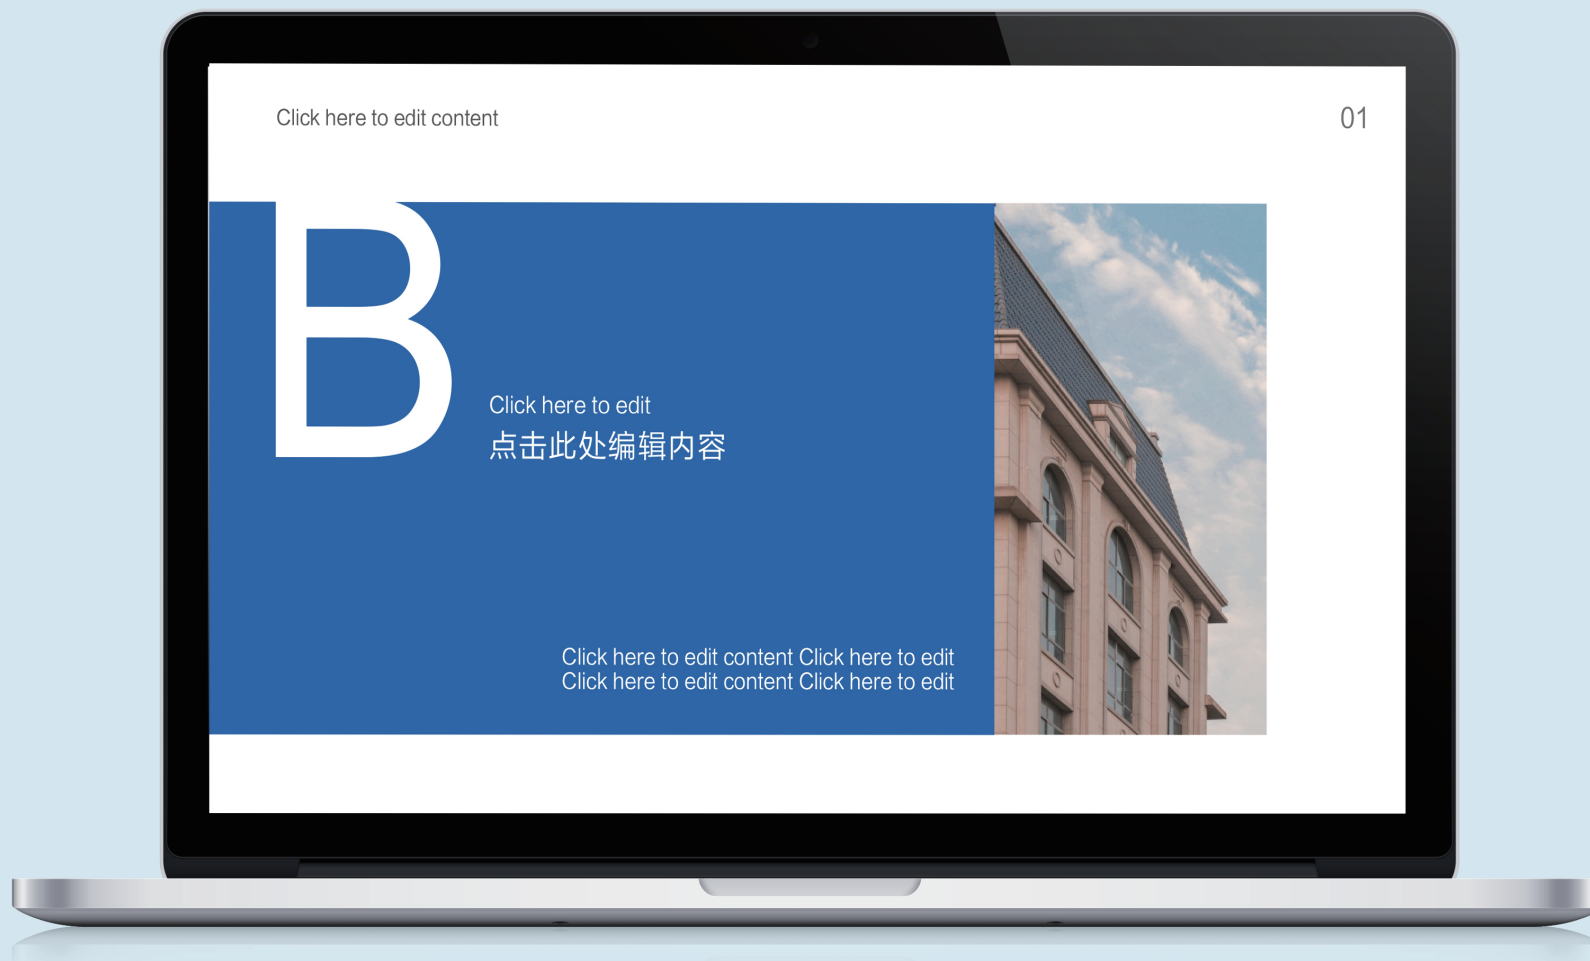 Click here to edit content
01
B
Click here to edit
点击此处编辑内容
Click here to edit content Click here to edit
Click here to edit content Click here to edit